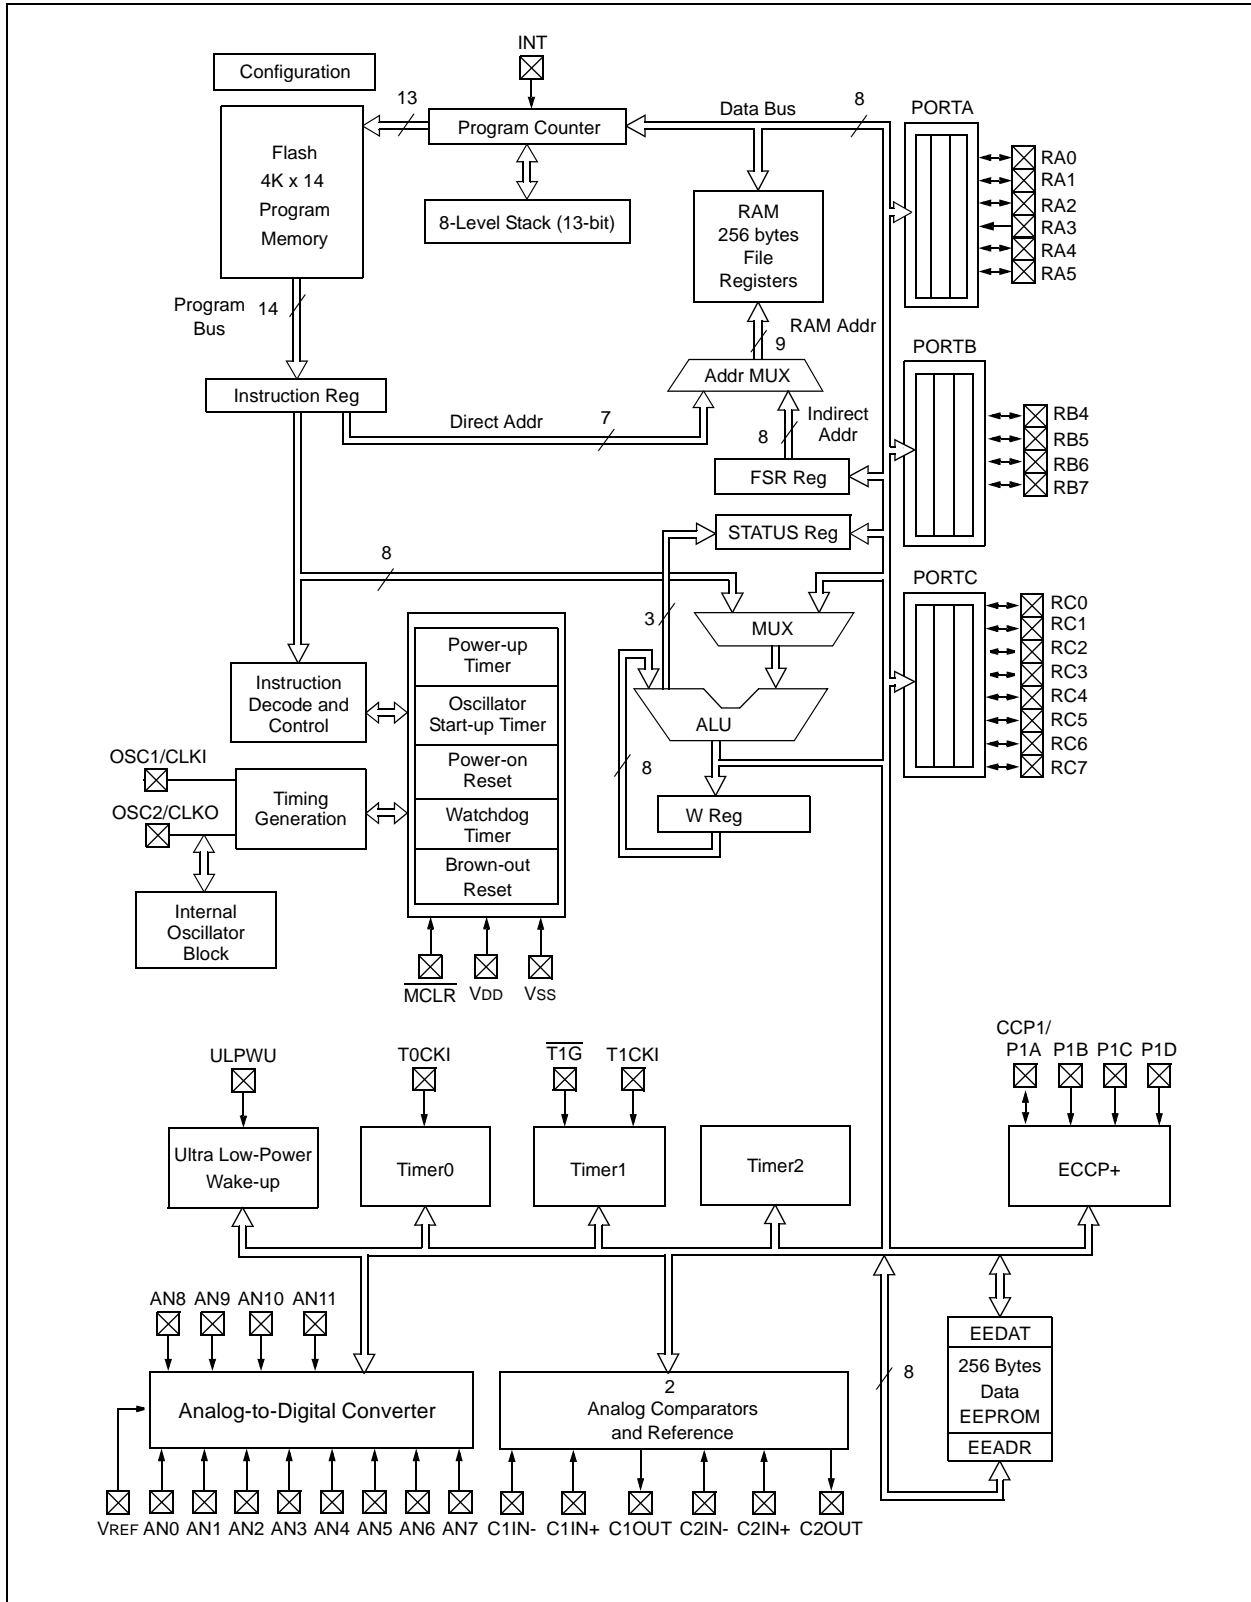 INT
Configuration
13
Program Counter
Data Bus
8
PORTA
Flash
4K x 14
Program
Memory
8-Level Stack (13-bit)
RAM
256 bytes
File
Registers
RA0
RA1
RA2
RA3
RA4
RA5
Program
Bus
14
RAM Addr
9
Addr MUX
PORTB
Instruction Reg
Direct Addr
7
Indirect
Addr
8
FSR Reg
RB4
RB5
RB6
RB7
STATUS Reg
8
PORTC
3
MUX
RC0
RC1
RC2
RC3
RC4
RC5
RC6
RC7
Instruction
Decode and
Control
Power-up
Timer
Oscillator
Start-up Timer
Power-on
Reset
Watchdog
Timer
Brown-out
Reset
ALU
8
W Reg
OSC1/CLKI
OSC2/CLKO
Timing
Generation
Internal
Oscillator
Block
MCLR
VDD
VSS
ULPWU
T0CKI
T1G
T1CKI
CCP1/
P1A
P1B
P1C
P1D
Ultra Low-Power
Wake-up
Timer0
Timer1
Timer2
ECCP+
AN8
AN9
AN10
AN11
Analog-to-Digital Converter
2
Analog Comparators
and Reference
8
EEDAT
256 Bytes
Data
EEPROM
EEADR
VREF
AN0
AN1
AN2
AN3
AN4
AN5
AN6
AN7
C1IN-
C1IN+
C1OUT
C2IN-
C2IN+
C2OUT